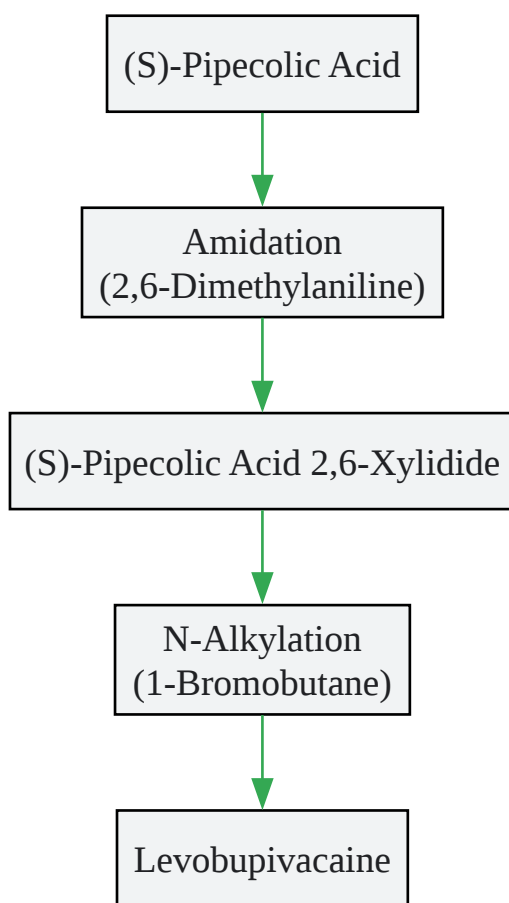 (S)-Pipecolic Acid
Amidation
(2,6-Dimethylaniline)
(S)-Pipecolic Acid 2,6-Xylidide
N-Alkylation
(1-Bromobutane)
Levobupivacaine